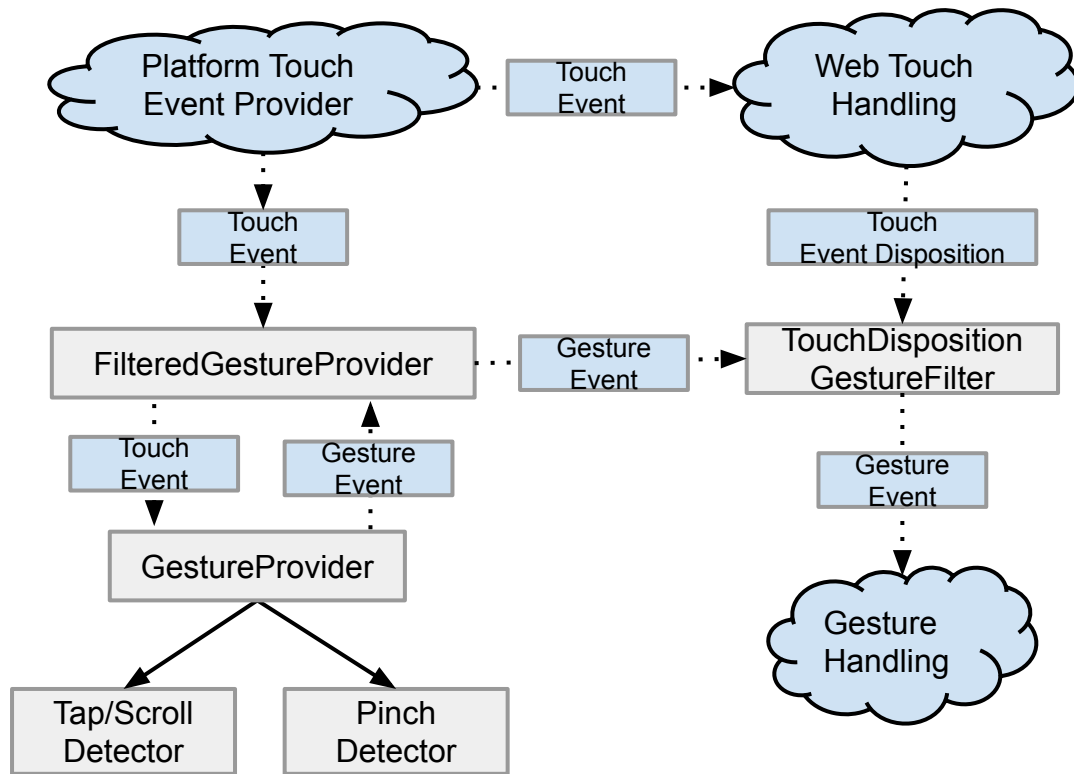 Platform Touch
Event Provider
Touch
Event
Web Touch
Handling
Touch
Event
Touch
Event Disposition
FilteredGestureProvider
Gesture
Event
TouchDisposition
GestureFilter
Touch
Event
Gesture
Event
Gesture
Event
GestureProvider
Gesture
Handling
Tap/Scroll
Detector
Pinch
Detector